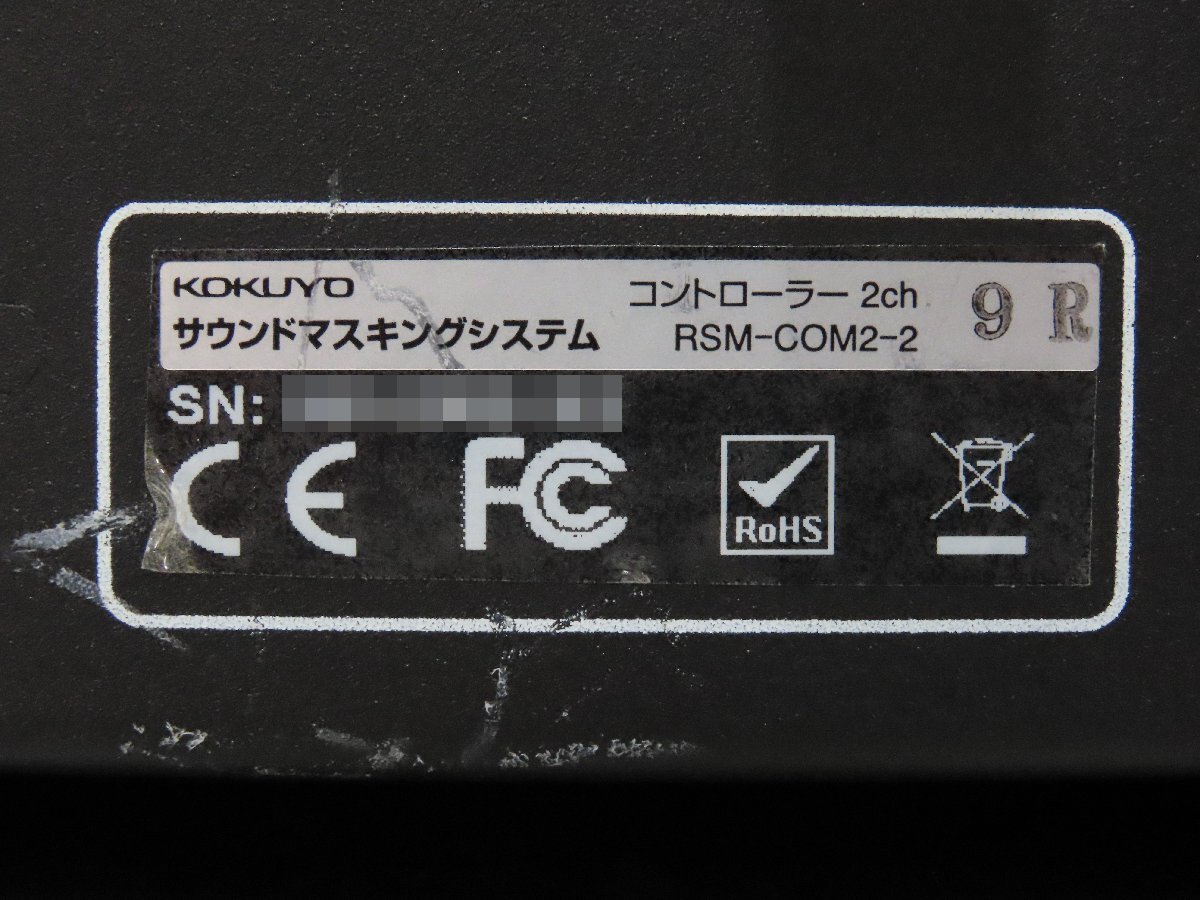 KOKUYO
サウンドマスキングシステム
コントローラー 2ch
RSM-COM2-2
9 R
SN:
CE FC RoHS